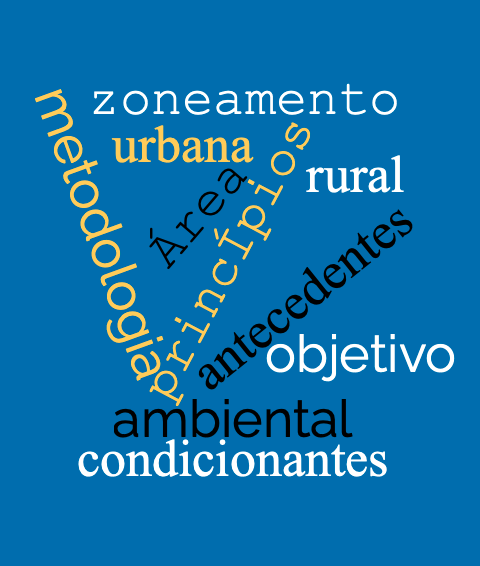 zoneamento
metodologia
urbana
princÍpios
rural
Área
antecedentes
objetivo
ambiental
condicionantes